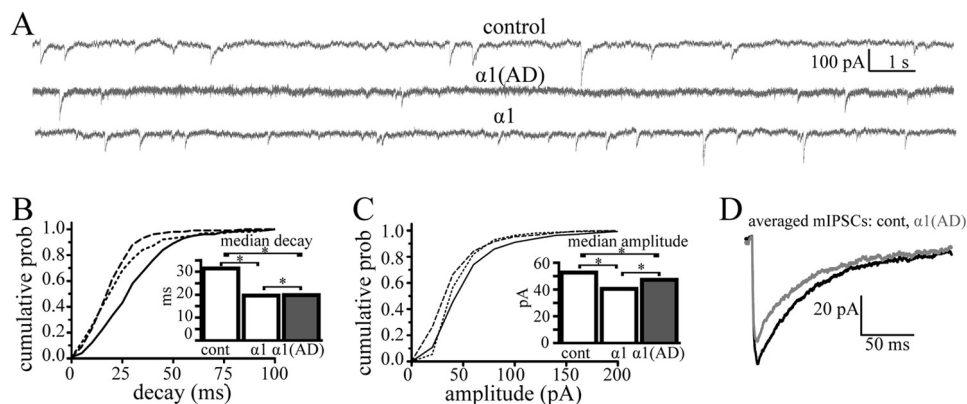 A
control
100 pA
1 s
α1(AD)
α1
B
cumulative prob
1.0
0.8
0.6
0.4
0.2
0.0
0 25 50 75 100
decay (ms)
median decay
*
* *
ms
30
20
10
0
cont α1 α1(AD)
C
cumulative prob
1.0
0.8
0.6
0.4
0.2
0.0
0 50 100 150 200
amplitude (pA)
median amplitude
*
* *
pA
60
40
20
0
cont α1 α1(AD)
D
averaged mIPSCs: cont, α1(AD)
20 pA
50 ms